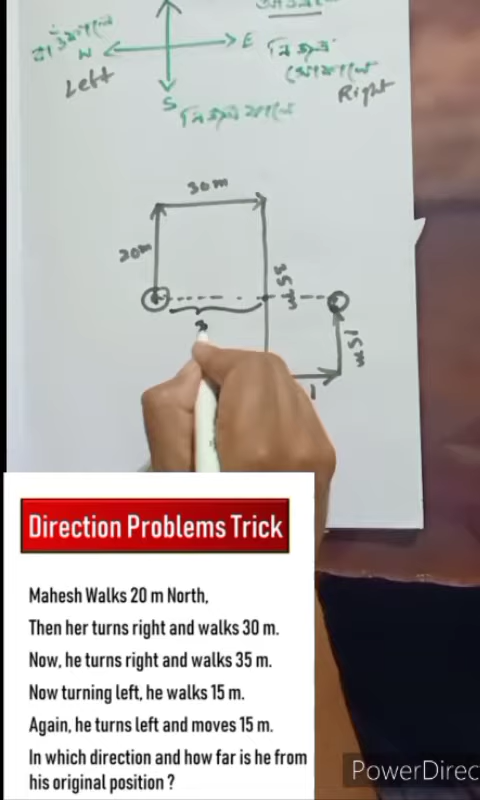 E
N
Left
Right
S
30m
20m
35m
15m
1
Direction Problems Trick
Mahesh Walks 20 m North,
Then her turns right and walks 30 m.
Now, he turns right and walks 35 m.
Now turning left, he walks 15 m.
Again, he turns left and moves 15 m.
In which direction and how far is he from
his original position ?
PowerDirec